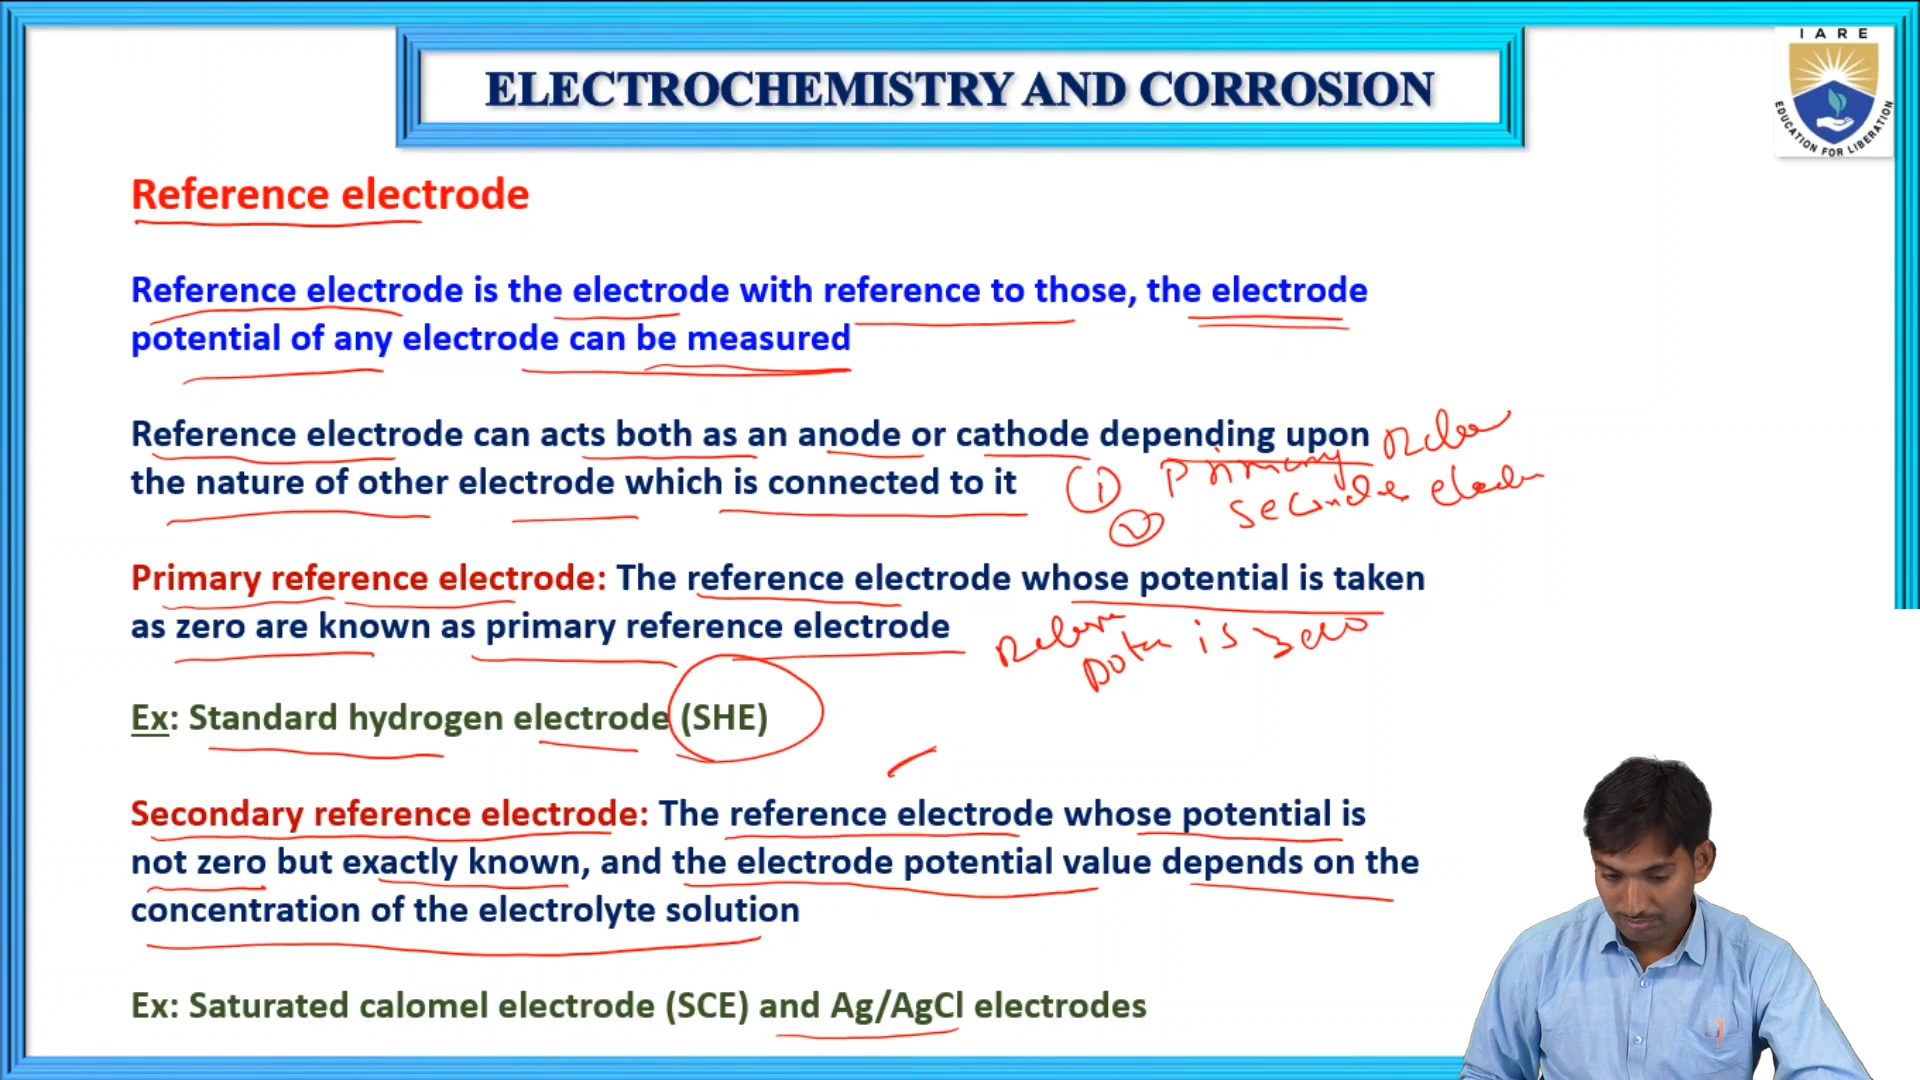 ELECTROCHEMISTRY AND CORROSION
I A R E
EDUCATION FOR LIBERATION
Reference electrode
Reference electrode is the electrode with reference to those, the electrode
potential of any electrode can be measured
Reference electrode can acts both as an anode or cathode depending upon
the nature of other electrode which is connected to it
① Primary
②
Primary reference electrode: The reference electrode whose potential is taken
as zero are known as primary reference electrode
is zero
Ex: Standard hydrogen electrode (SHE)
Secondary reference electrode: The reference electrode whose potential is
not zero but exactly known, and the electrode potential value depends on the
concentration of the electrolyte solution
Ex: Saturated calomel electrode (SCE) and Ag/AgCl electrodes